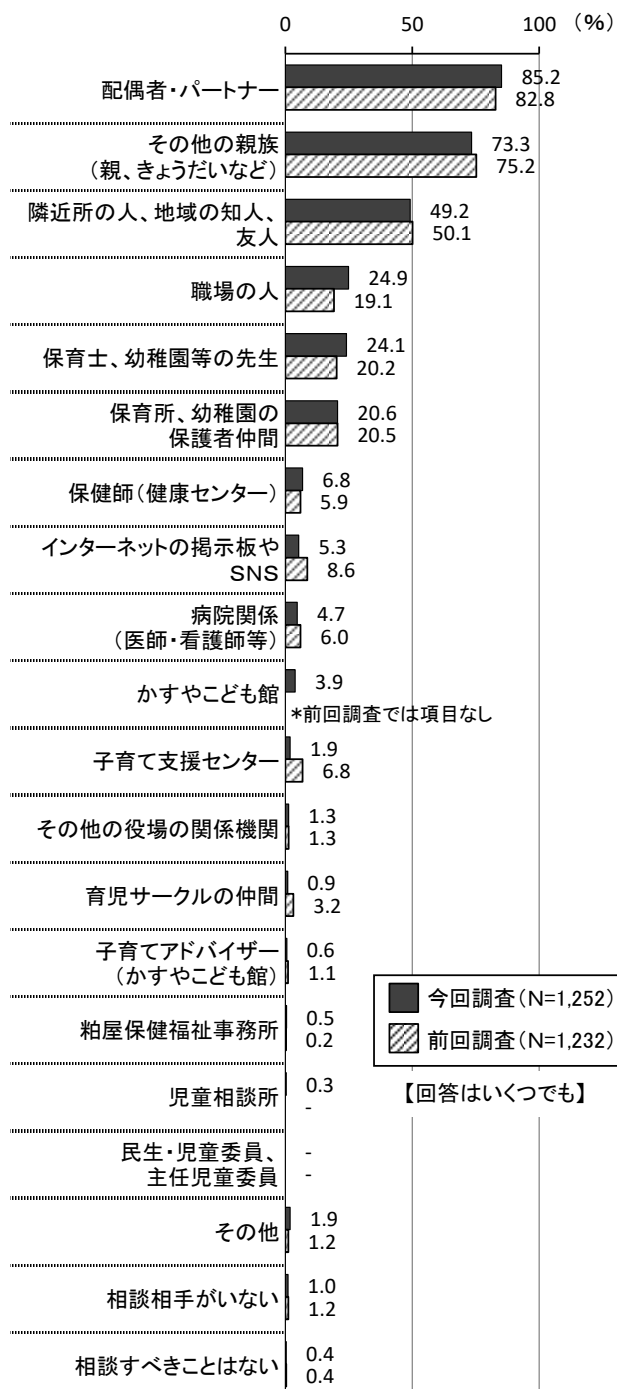 0 50 100 （%）
配偶者・パートナー
85.2
82.8
その他の親族
（親、きょうだいなど）
73.3
75.2
隣近所の人、地域の知人、
友人
49.2
50.1
職場の人
24.9
19.1
保育士、幼稚園等の先生
24.1
20.2
保育所、幼稚園の
保護者仲間
20.6
20.5
保健師（健康センター）
6.8
5.9
インターネットの掲示板や
SNS
5.3
8.6
病院関係
（医師・看護師等）
4.7
6.0
かすやこども館
3.9
*前回調査では項目なし
子育て支援センター
1.9
6.8
その他の役場の関係機関
1.3
1.3
育児サークルの仲間
0.9
3.2
子育てアドバイザー
（かすやこども館）
0.6
1.1
粕屋保健福祉事務所
0.5
0.2
児童相談所
0.3
-
民生・児童委員、
主任児童委員
-
-
その他
1.9
1.2
相談相手がいない
1.0
1.2
相談すべきことはない
0.4
0.4
今回調査（N=1,252）
前回調査（N=1,232）
【回答はいくつでも】